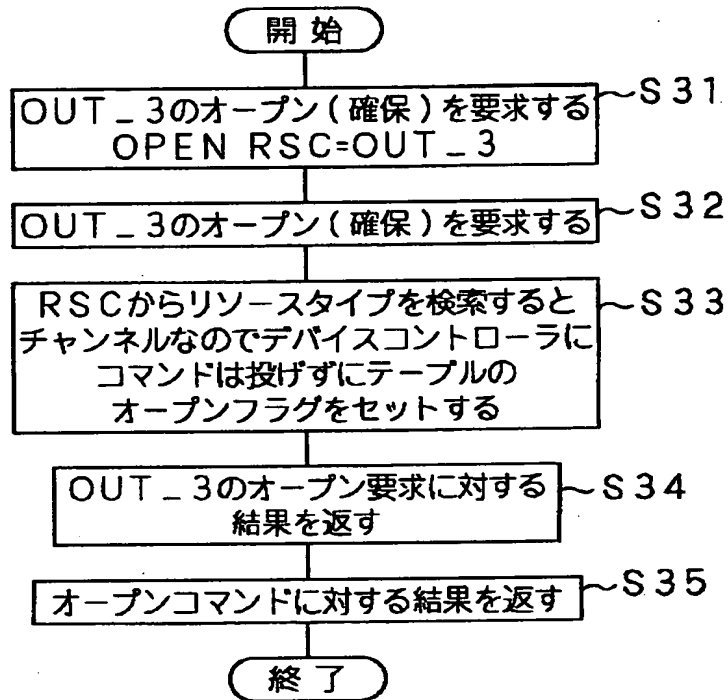 開始
OUT_3のオープン(確保)を要求する
OPEN RSC=OUT_3
~S31
OUT_3のオープン(確保)を要求する
~S32
RSCからリソースタイプを検索すると
チャンネルなのでデバイスコントローラに
コマンドは投げずにテーブルの
オープンフラグをセットする
~S33
OUT_3のオープン要求に対する
結果を返す
~S34
オープンコマンドに対する結果を返す
~S35
終了